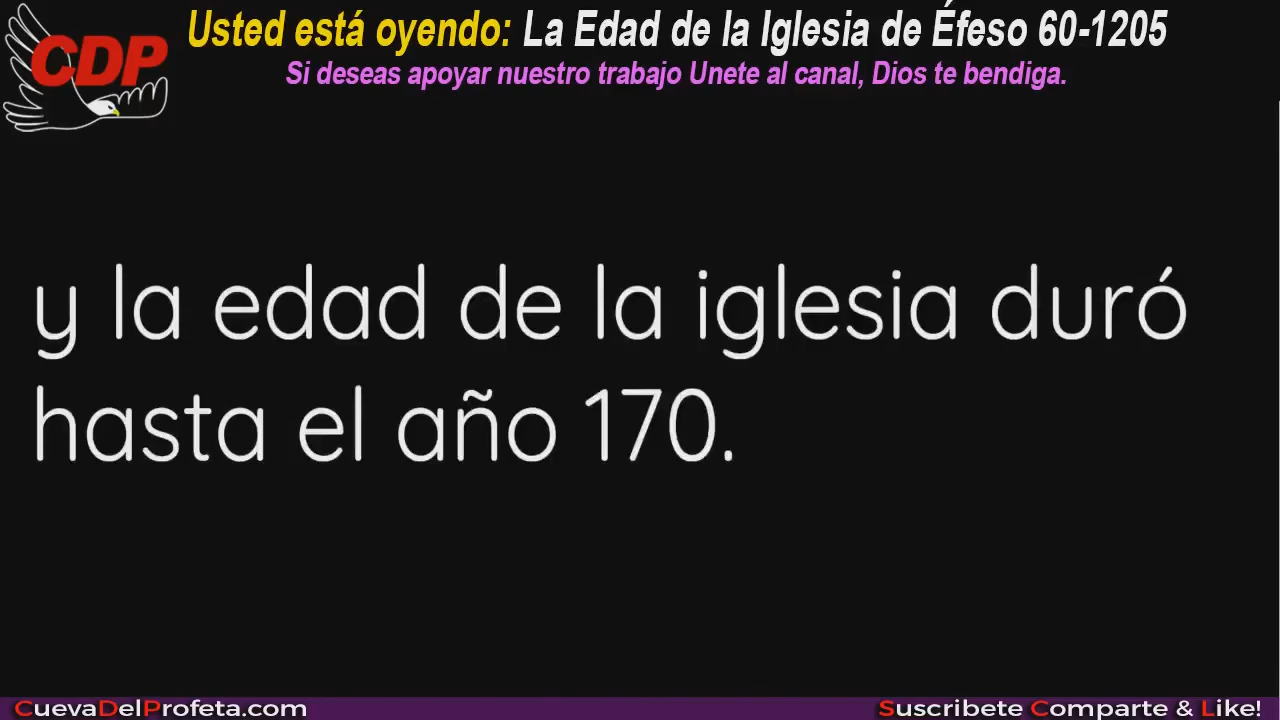 CDP
Usted está oyendo: La Edad de la Iglesia de Éfeso 60-1205
Si deseas apoyar nuestro trabajo Unete al canal, Dios te bendiga.
y la edad de la iglesia duró
hasta el año 170.
CuevaDelProfeta.com
Suscribete Comparte & Like!